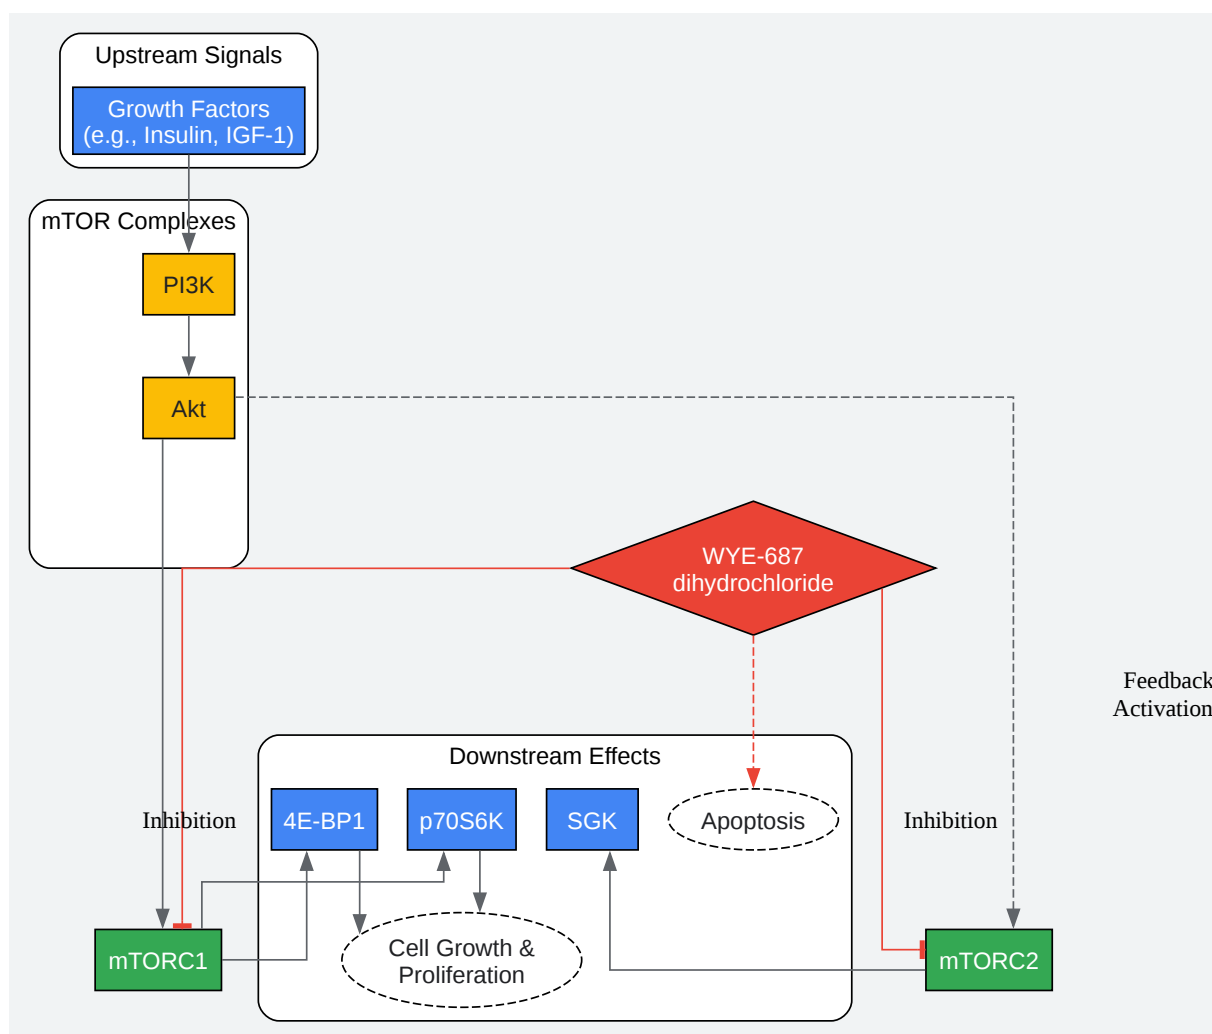 Upstream Signals
Growth Factors
(e.g., Insulin, IGF-1)
mTOR Complexes
PI3K
Akt
WYE-687
dihydrochloride
Feedback
Activation
Downstream Effects
Inhibition
4E-BP1
p70S6K
SGK
Apoptosis
Inhibition
mTORC1
Cell Growth &
Proliferation
mTORC2